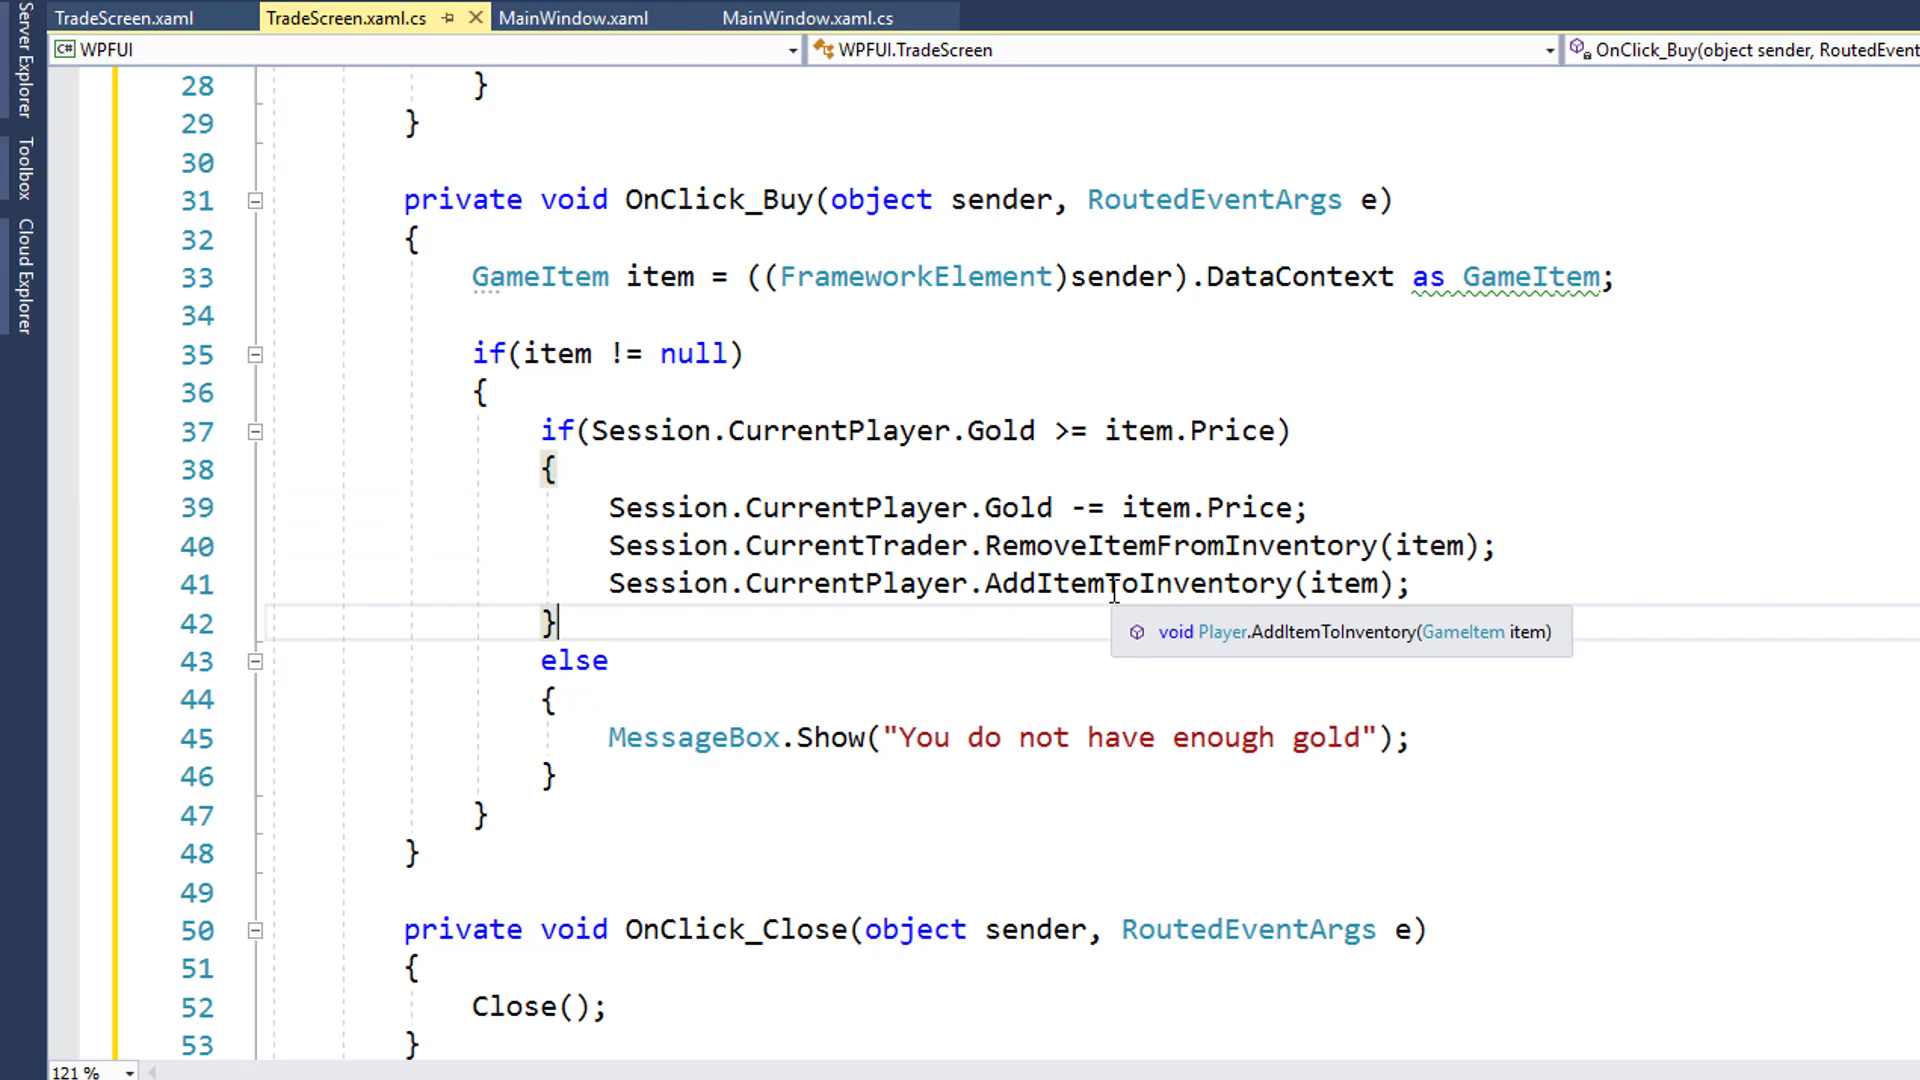 TradeScreen.xaml TradeScreen.xaml.cs MainWindow.xaml MainWindow.xaml.cs
C# WPFUI WPFUI.TradeScreen OnClick_Buy(object sender, RoutedEvent
Server Explorer
Toolbox
Cloud Explorer
28 }
29 }
30
31 private void OnClick_Buy(object sender, RoutedEventArgs e)
32 {
33 GameItem item = ((FrameworkElement)sender).DataContext as GameItem;
34
35 if(item != null)
36 {
37 if(Session.CurrentPlayer.Gold >= item.Price)
38 {
39 Session.CurrentPlayer.Gold -= item.Price;
40 Session.CurrentTrader.RemoveItemFromInventory(item);
41 Session.CurrentPlayer.AddItemToInventory(item);
42 }
void Player.AddItemToInventory(GameItem item)
43 else
44 {
45 MessageBox.Show("You do not have enough gold");
46 }
47 }
48 }
49
50 private void OnClick_Close(object sender, RoutedEventArgs e)
51 {
52 Close();
53 }
121 %